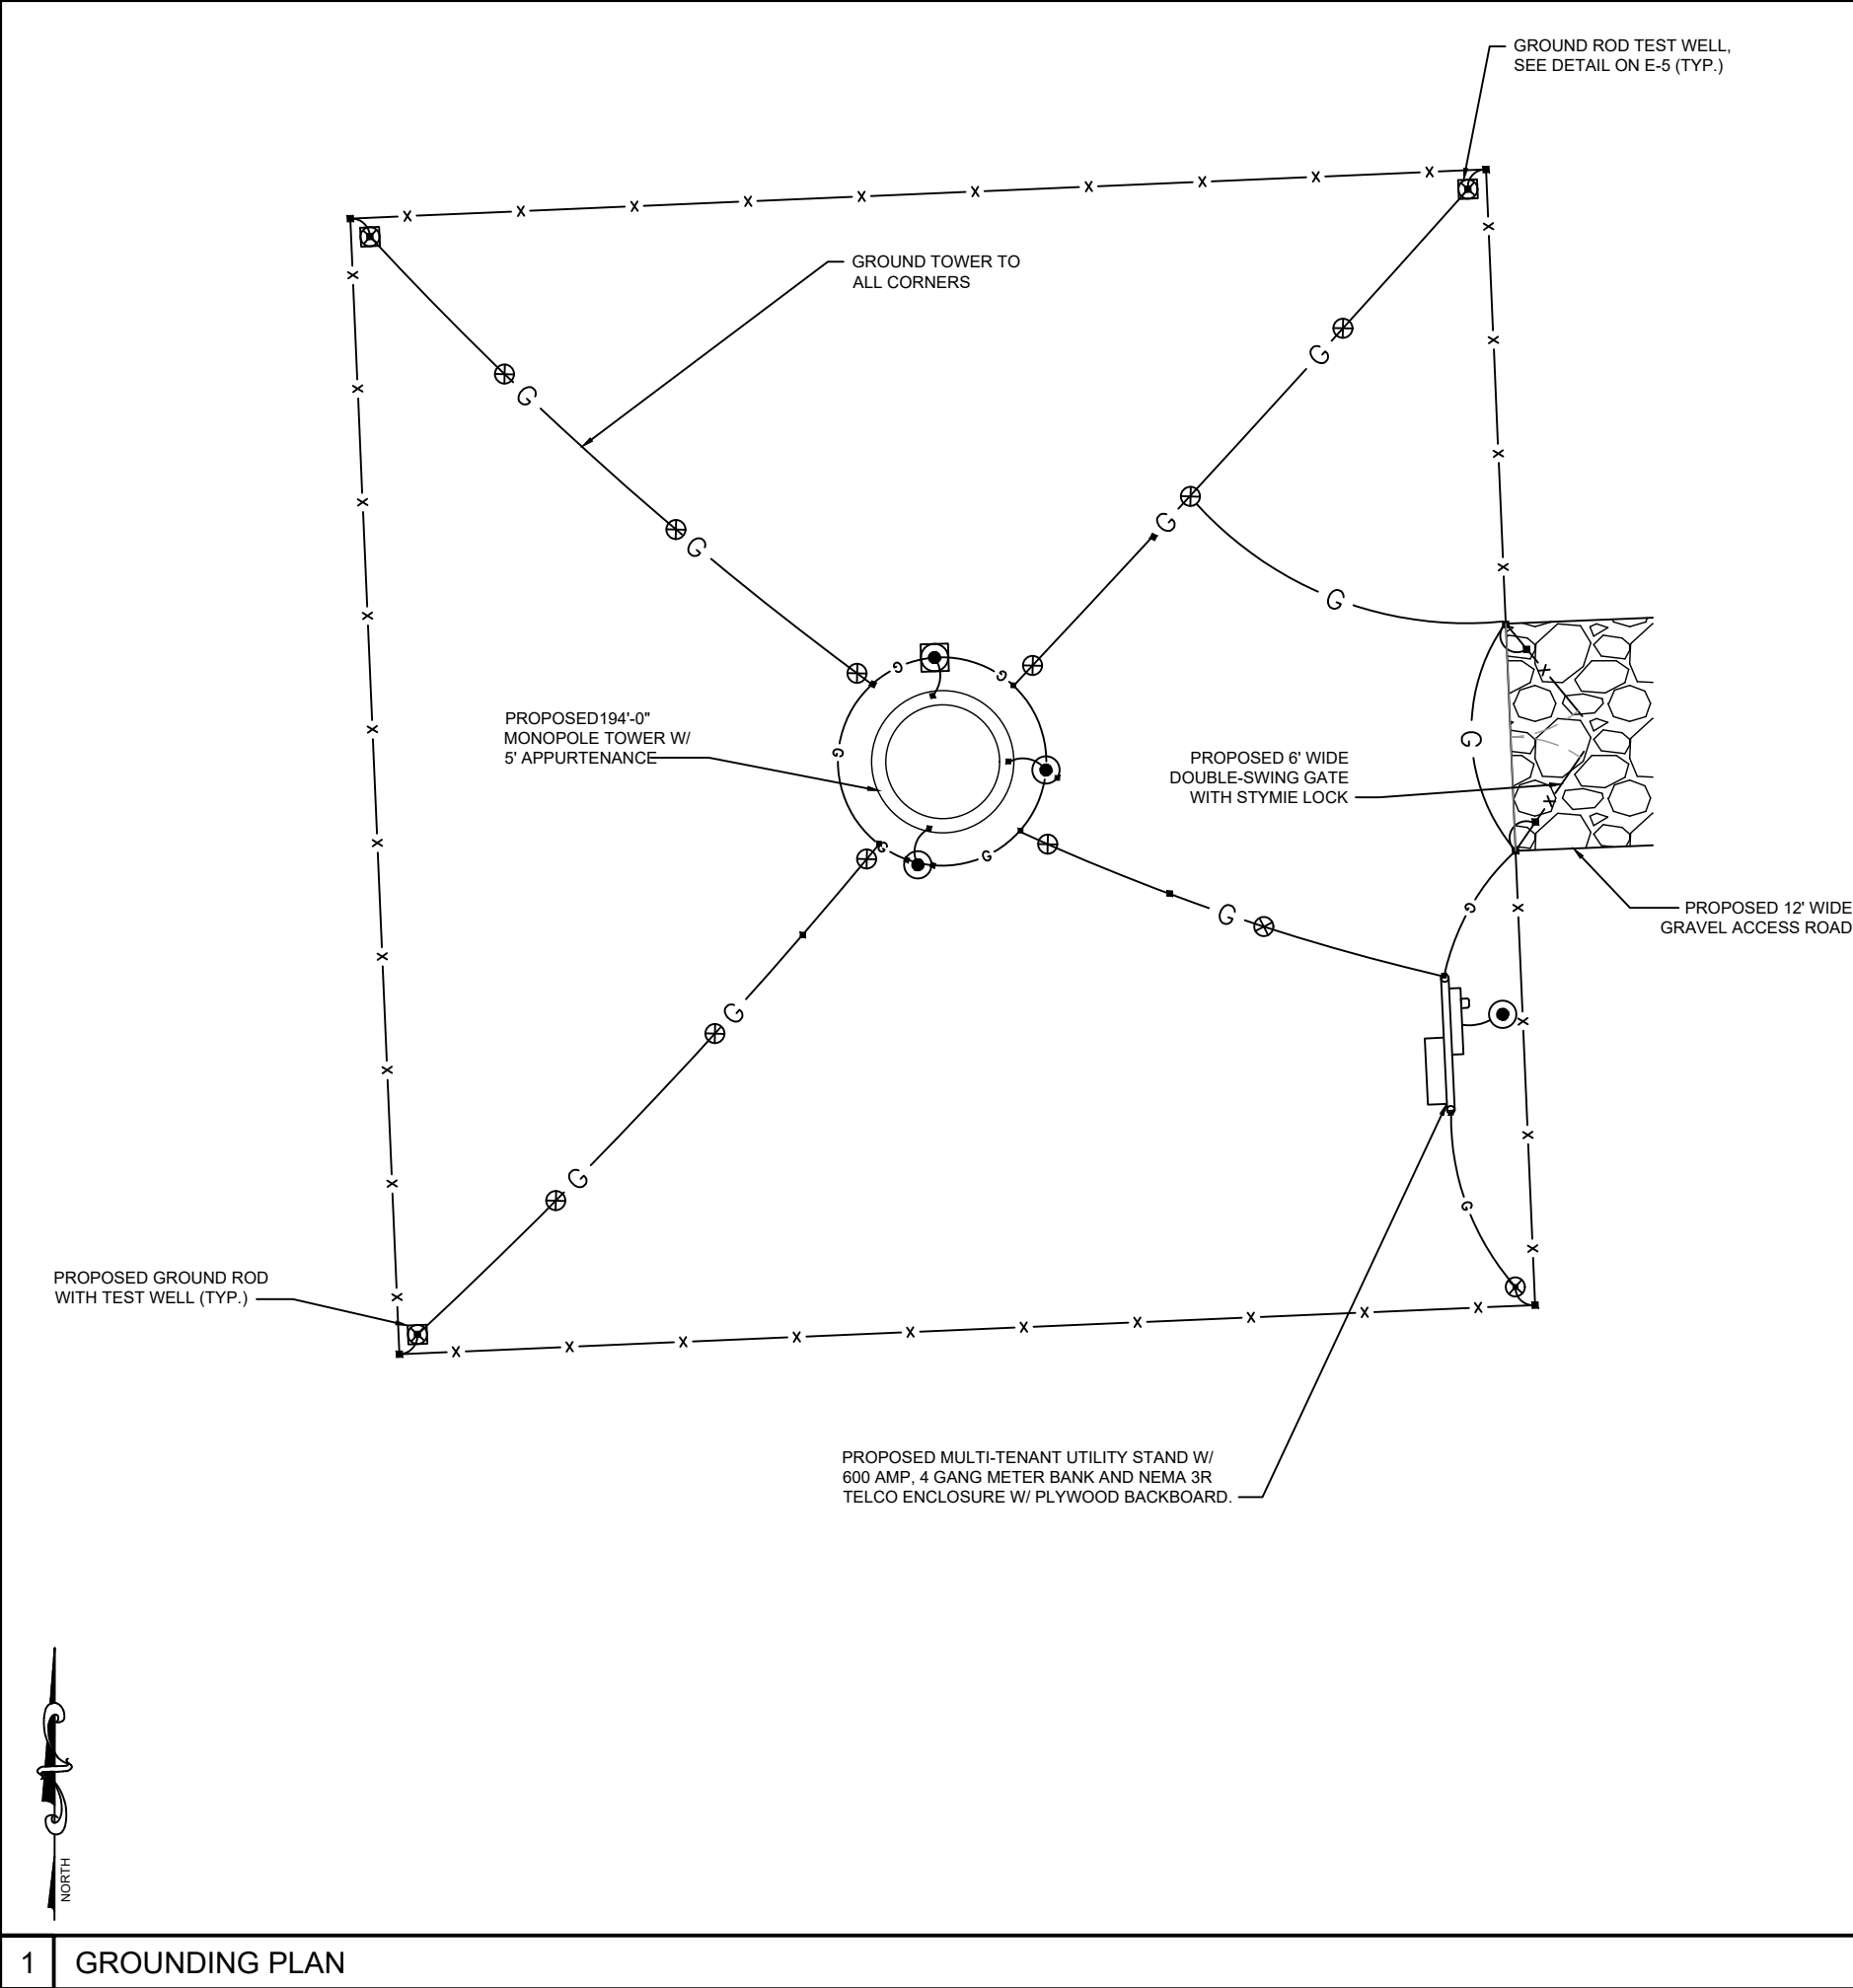 GROUND ROD TEST WELL,
SEE DETAIL ON E-5 (TYP.)
GROUND TOWER TO
ALL CORNERS
PROPOSED194'-0"
MONOPOLE TOWER W/
5' APPURTENANCE
PROPOSED 6' WIDE
DOUBLE-SWING GATE
WITH STYMIE LOCK
PROPOSED 12' WIDE
GRAVEL ACCESS ROAD
PROPOSED GROUND ROD
WITH TEST WELL (TYP.)
PROPOSED MULTI-TENANT UTILITY STAND W/
600 AMP, 4 GANG METER BANK AND NEMA 3R
TELCO ENCLOSURE W/ PLYWOOD BACKBOARD.
NORTH
1 GROUNDING PLAN